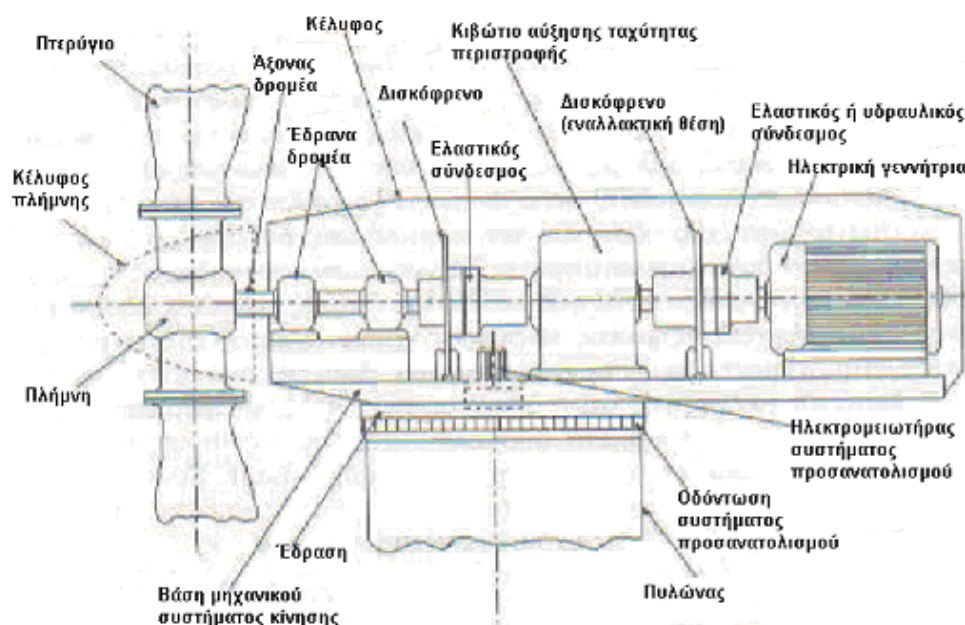 Πτερύγιο
Κέλυφος
Κιβώτιο αύξησης ταχύτητας
περιστροφής
Άξονας
δρομέα
Δισκόφρενο
Δισκόφρενο
(εναλλακτική θέση)
Ελαστικός ή υδραυλικός
σύνδεσμος
Έδρανα
δρομέα
Ελαστικός
σύνδεσμος
Ηλεκτρική γεννήτρια
Κέλυφος
πλήμνης
Πλήμνη
Ηλεκτρομειωτήρας
συστήματος
προσανατολισμού
Οδόντωση
συστήματος
προσανατολισμού
Έδραση
Βάση μηχανικού
συστήματος κίνησης
Πυλώνας